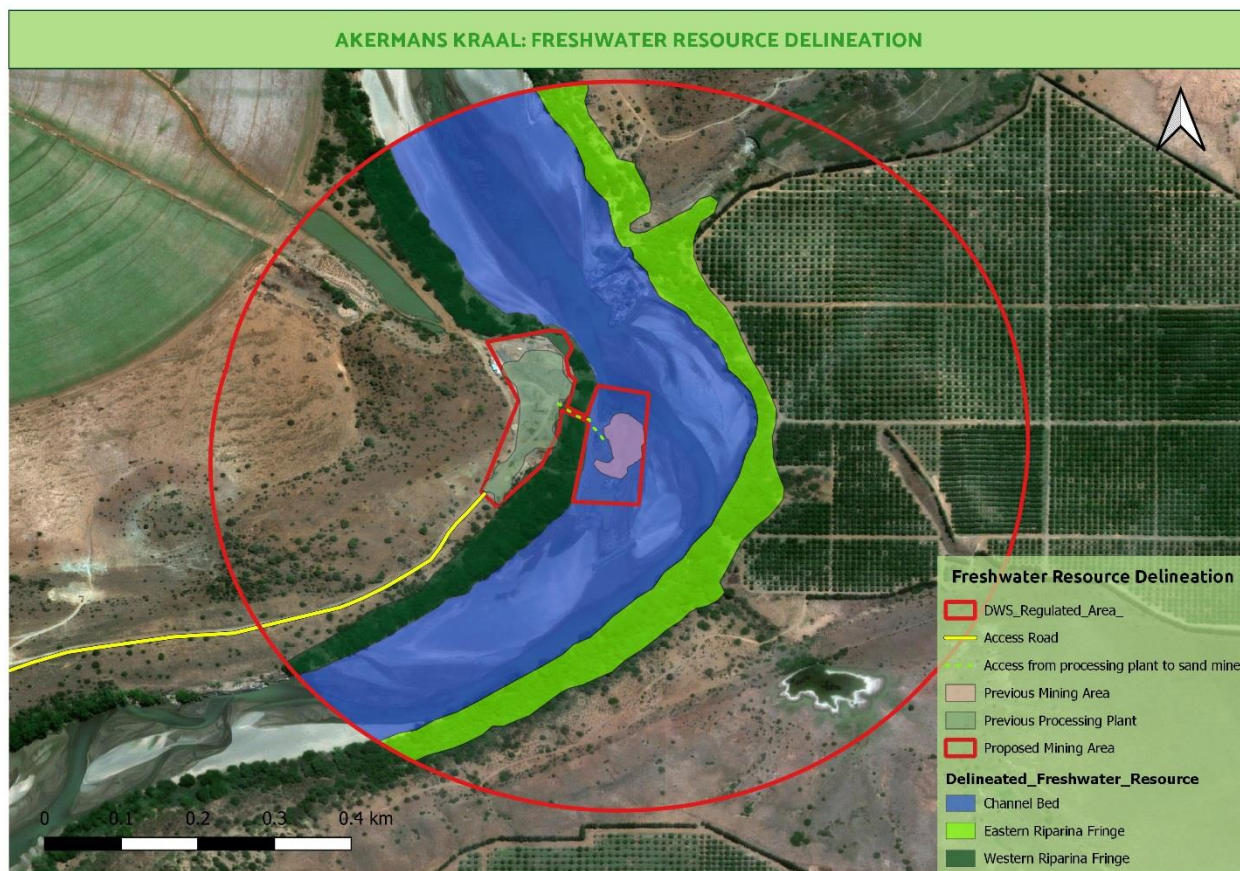 AKERMANS KRAAL: FRESHWATER RESOURCE DELINEATION
Freshwater Resource Delineation
DWS_Regulated_Area_
Access Road
Access from processing plant to sand mine
Previous Mining Area
Previous Processing Plant
Proposed Mining Area
Delineated_Freshwater_Resource
Channel Bed
Eastern Riparina Fringe
Western Riparina Fringe
0 0.1 0.2 0.3 0.4 km